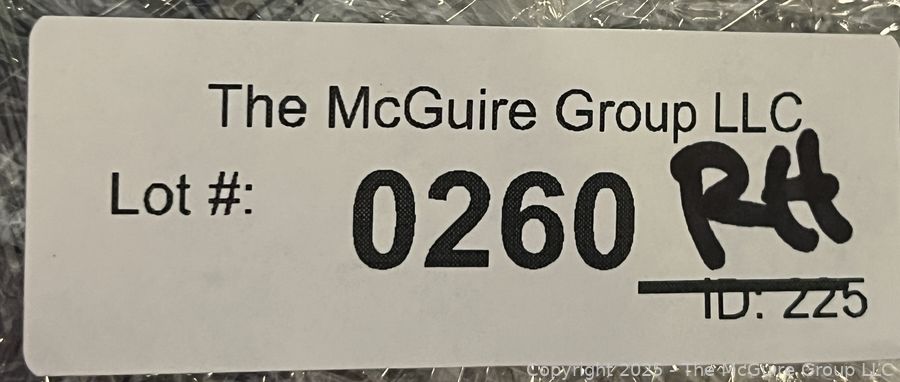 The McGuire Group LLC
Lot #: 0260 RH
ID: 225
Copyright 2025 - The McGuire Group LLC